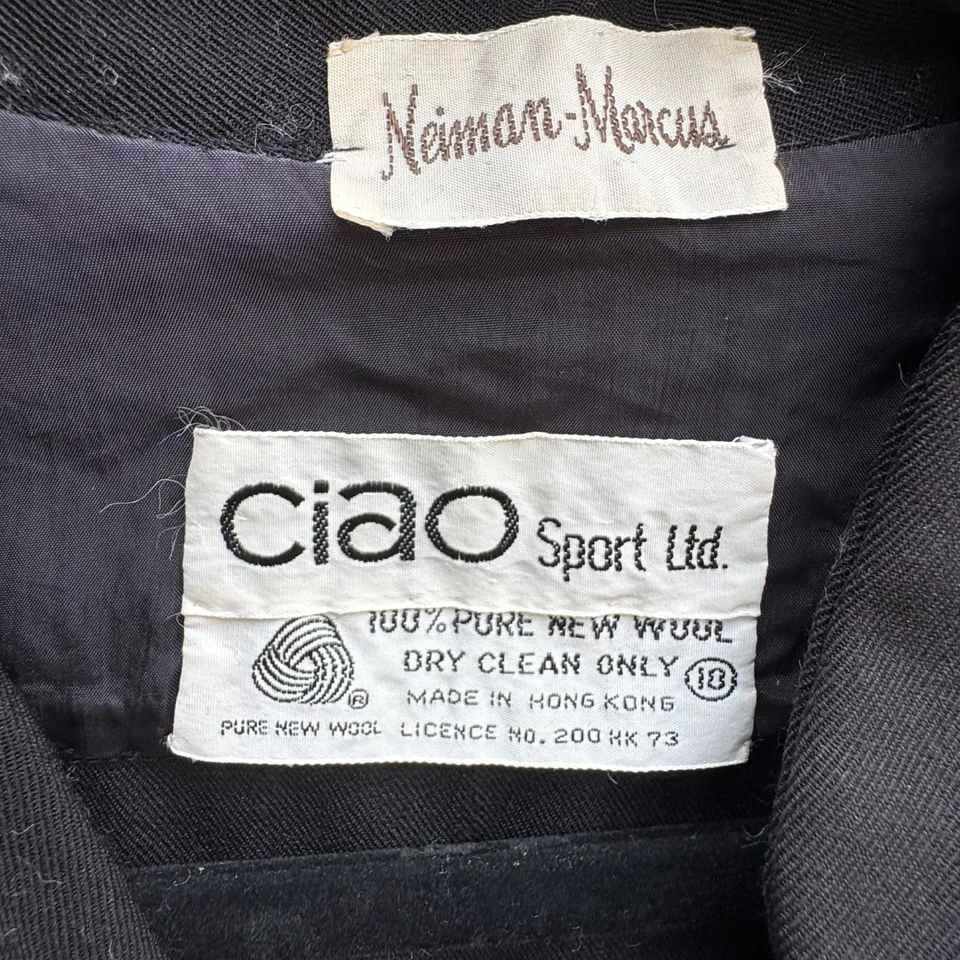 Neiman-Marcus
ciao Sport Ltd.
100% PURE NEW WOOL
DRY CLEAN ONLY 10
MADE IN HONG KONG
PURE NEW WOOL LICENCE NO. 200 HK 73
®